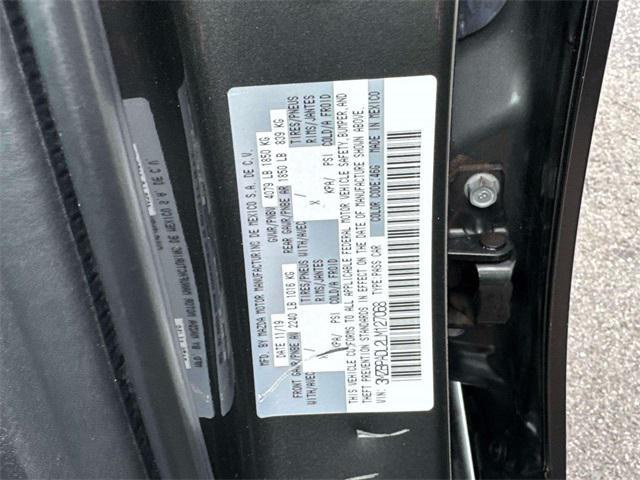 MFD. BY MAZDA MOTOR MANUFACTURING DE MEXICO S.A. DE C.V.
DATE 11/19 GVWR/PNBV 4079 LB 1850 KG
FRONT GAWR/PNBE AV 2240 LB 1016 KG REAR GAWR/PNBE AR 1850 LB 839 KG
WITH/AVEC TIRES/PNEUS WITH/AVEC TIRES/PNEUS
RIMS/JANTES X RIMS/JANTES
KPA/ PSI COLD/A FROID / KPA/ PSI COLD/A FROID
THIS VEHICLE CONFORMS TO ALL APPLICABLE FEDERAL MOTOR VEHICLE SAFETY, BUMPER, AND
THEFT PREVENTION STANDARDS IN EFFECT ON THE DATE OF MANUFACTURE SHOWN ABOVE.
VIN: TYPE:PASS CAR COLOR CODE:46G MADE IN MEXICO